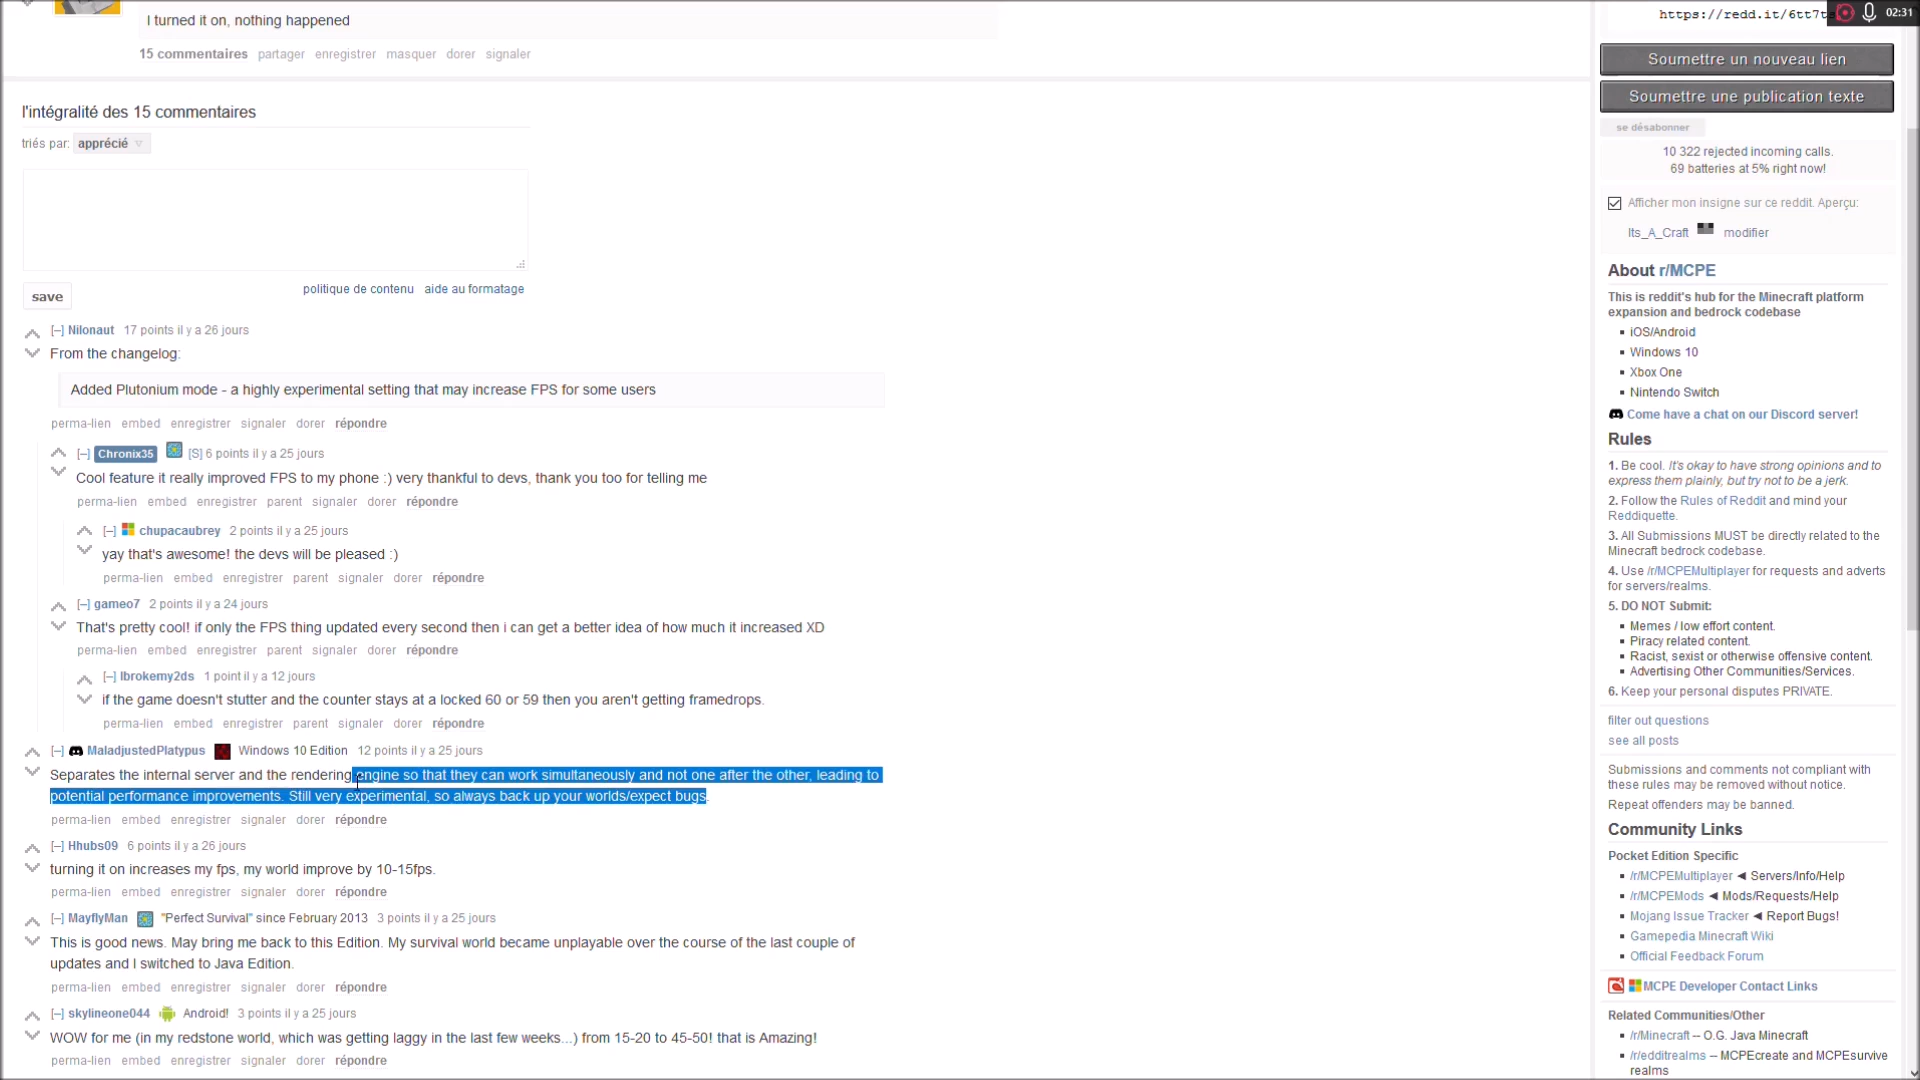 I turned it on, nothing happened
15 commentaires partager enregistrer masquer dorer signaler
l'intégralité des 15 commentaires
triés par: apprécié
politique de contenu aide au formatage
save
[–] Nilonaut 17 points il y a 26 jours
From the changelog:
Added Plutonium mode - a highly experimental setting that may increase FPS for some users
perma-lien embed enregistrer signaler dorer répondre
[–] Chronix35 [S] 6 points il y a 25 jours
Cool feature it really improved FPS to my phone :) very thankful to devs, thank you too for telling me
perma-lien embed enregistrer parent signaler dorer répondre
[–] chupacaubrey 2 points il y a 25 jours
yay that's awesome! the devs will be pleased :)
perma-lien embed enregistrer parent signaler dorer répondre
[–] gameo7 2 points il y a 24 jours
That's pretty cool! if only the FPS thing updated every second then i can get a better idea of how much it increased XD
perma-lien embed enregistrer parent signaler dorer répondre
[–] Ibrokemy2ds 1 point il y a 12 jours
if the game doesn't stutter and the counter stays at a locked 60 or 59 then you aren't getting framedrops.
perma-lien embed enregistrer parent signaler dorer répondre
[–] MaladjustedPlatypus Windows 10 Edition 12 points il y a 25 jours
Separates the internal server and the rendering engine so that they can work simultaneously and not one after the other, leading to
potential performance improvements. Still very experimental, so always back up your worlds/expect bugs.
perma-lien embed enregistrer signaler dorer répondre
[–] Hhubs09 6 points il y a 26 jours
turning it on increases my fps, my world improve by 10-15fps.
perma-lien embed enregistrer signaler dorer répondre
[–] MayflyMan "Perfect Survival" since February 2013 3 points il y a 25 jours
This is good news. May bring me back to this Edition. My survival world became unplayable over the course of the last couple of
updates and I switched to Java Edition.
perma-lien embed enregistrer signaler dorer répondre
[–] skylineone044 Android! 3 points il y a 25 jours
WOW for me (in my redstone world, which was getting laggy in the last few weeks...) from 15-20 to 45-50! that is Amazing!
perma-lien embed enregistrer signaler dorer répondre
https://redd.it/6tt7t
02:31
Soumettre un nouveau lien
Soumettre une publication texte
se désabonner
10 322 rejected incoming calls.
69 batteries at 5% right now!
Afficher mon insigne sur ce reddit. Aperçu:
Its_A_Craft modifier
About r/MCPE
This is reddit's hub for the Minecraft platform
expansion and bedrock codebase
iOS/Android
Windows 10
Xbox One
Nintendo Switch
Come have a chat on our Discord server!
Rules
1. Be cool. It's okay to have strong opinions and to
express them plainly, but try not to be a jerk.
2. Follow the Rules of Reddit and mind your
Reddiquette.
3. All Submissions MUST be directly related to the
Minecraft bedrock codebase.
4. Use /r/MCPEMultiplayer for requests and adverts
for servers/realms.
5. DO NOT Submit:
Memes / low effort content.
Piracy related content.
Racist, sexist or otherwise offensive content.
Advertising Other Communities/Services.
6. Keep your personal disputes PRIVATE.
filter out questions
see all posts
Submissions and comments not compliant with
these rules may be removed without notice.
Repeat offenders may be banned.
Community Links
Pocket Edition Specific
/r/MCPEMultiplayer ◄ Servers/Info/Help
/r/MCPEMods ◄ Mods/Requests/Help
Mojang Issue Tracker ◄ Report Bugs!
Gamepedia Minecraft Wiki
Official Feedback Forum
MCPE Developer Contact Links
Related Communities/Other
/r/Minecraft -- O.G. Java Minecraft
/r/edditrealms -- MCPEcreate and MCPEsurvive
realms